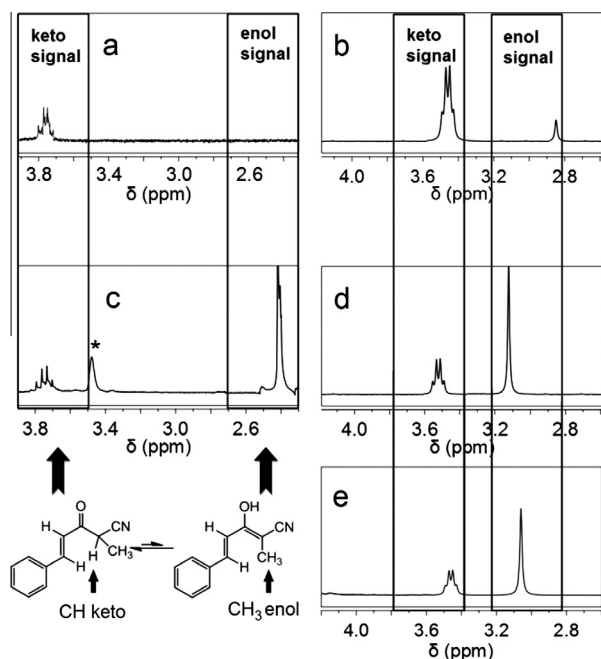 keto
signal
a
enol
signal
3.8 3.4 3.0 2.6
δ (ppm)
b
keto
signal
enol
signal
4.0 3.6 3.2 2.8
δ (ppm)
c
*
3.8 3.4 3.0 2.6
δ (ppm)
d
4.0 3.6 3.2 2.8
δ (ppm)
e
4.0 3.6 3.2 2.8
δ (ppm)
O
H
CN
H
CH3
H
CH keto
OH
H
CN
CH3
H
CH3 enol